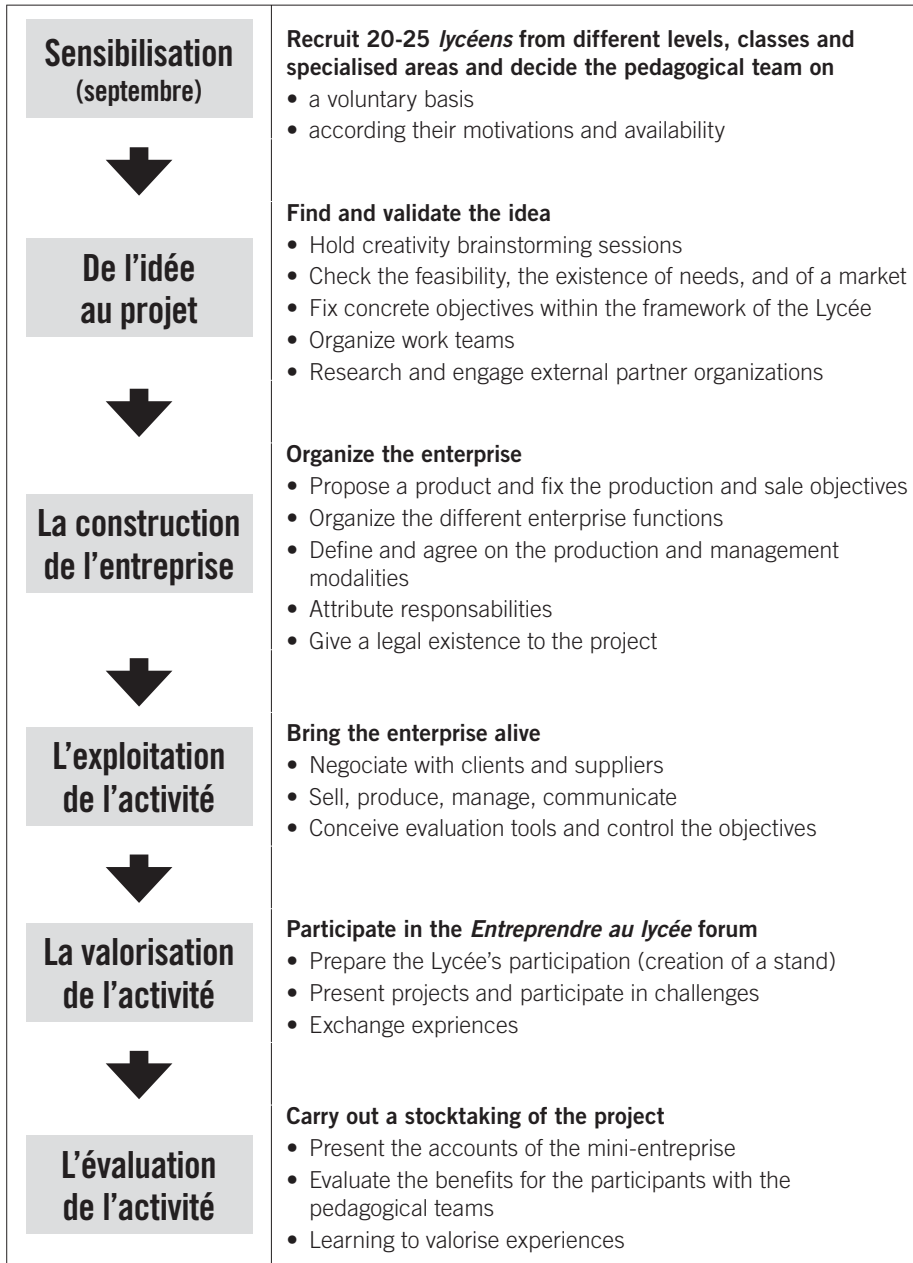 Sensibilisation
(septembre)
Recruit 20-25 lycéens from different levels, classes and
specialised areas and decide the pedagogical team on
• a voluntary basis
• according their motivations and availability
De l'idée
au projet
Find and validate the idea
• Hold creativity brainstorming sessions
• Check the feasibility, the existence of needs, and of a market
• Fix concrete objectives within the framework of the Lycée
• Organize work teams
• Research and engage external partner organizations
La construction
de l'entreprise
Organize the enterprise
• Propose a product and fix the production and sale objectives
• Organize the different enterprise functions
• Define and agree on the production and management
modalities
• Attribute responsabilities
• Give a legal existence to the project
L'exploitation
de l'activité
Bring the enterprise alive
• Negociate with clients and suppliers
• Sell, produce, manage, communicate
• Conceive evaluation tools and control the objectives
La valorisation
de l'activité
Participate in the Entreprendre au lycée forum
• Prepare the Lycée's participation (creation of a stand)
• Present projects and participate in challenges
• Exchange expriences
L'évaluation
de l'activité
Carry out a stocktaking of the project
• Present the accounts of the mini-entreprise
• Evaluate the benefits for the participants with the
pedagogical teams
• Learning to valorise experiences